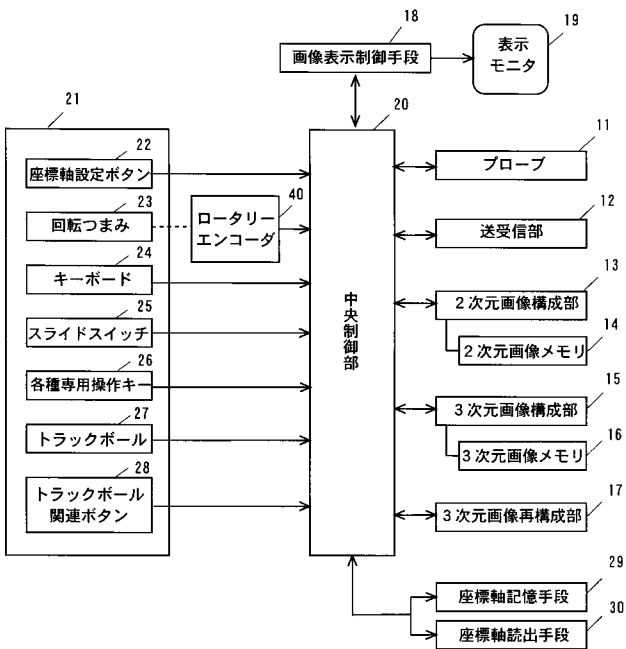 18
画像表示制御手段
19
表示
モニタ
21
22
座標軸設定ボタン
23
回転つまみ
40
ロータリー
エンコーダ
24
キーボード
25
スライドスイッチ
26
各種専用操作キー
27
トラックボール
28
トラックボール
関連ボタン
20
中央制御部
11
プローブ
12
送受信部
13
2次元画像構成部
14
2次元画像メモリ
15
3次元画像構成部
16
3次元画像メモリ
17
3次元画像再構成部
29
座標軸記憶手段
30
座標軸読出手段